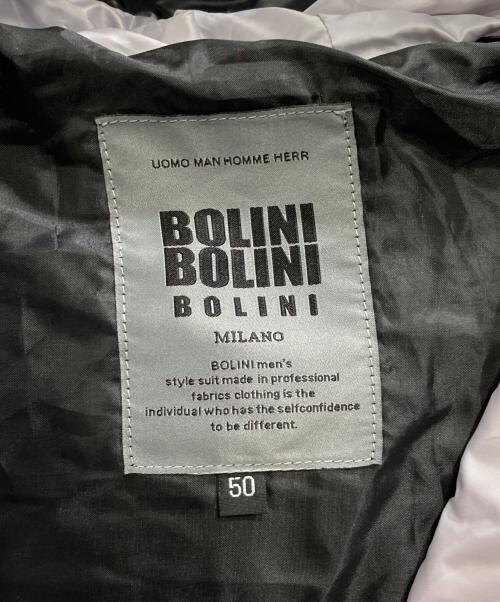 UOMO MAN HOMME HERR
BOLINI
BOLINI
BOLINI
MILANO
BOLINI men's
style suit made in professional
fabrics clothing is the
individual who has the selfconfidence
to be different.
50